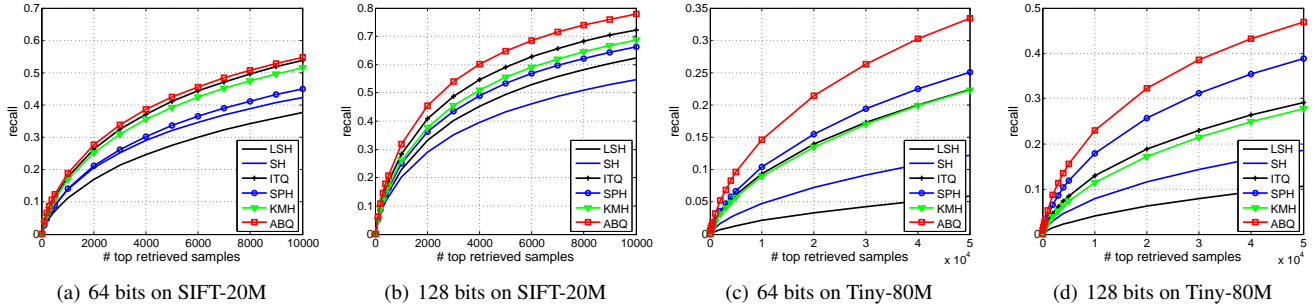 0.7
0.6
0.5
0.4
0.3
0.2
0.1
0
recall
0 2000 4000 6000 8000 10000
# top retrieved samples
LSH
SH
ITQ
SPH
KMH
ABQ
(a) 64 bits on SIFT-20M
0.8
0.7
0.6
0.5
0.4
0.3
0.2
0.1
0
recall
0 2000 4000 6000 8000 10000
# top retrieved samples
LSH
SH
ITQ
SPH
KMH
ABQ
(b) 128 bits on SIFT-20M
0.35
0.3
0.25
0.2
0.15
0.1
0.05
0
recall
0 1 2 3 4 5
x 10⁴
# top retrieved samples
LSH
SH
ITQ
SPH
KMH
ABQ
(c) 64 bits on Tiny-80M
0.5
0.4
0.3
0.2
0.1
0
recall
0 1 2 3 4 5
x 10⁴
# top retrieved samples
LSH
SH
ITQ
SPH
KMH
ABQ
(d) 128 bits on Tiny-80M